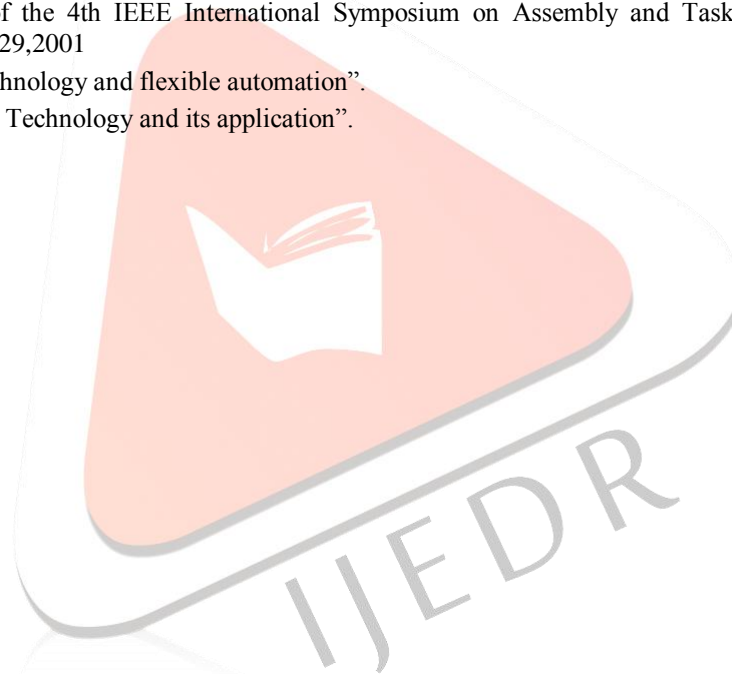 of the 4th IEEE International Symposium on Assembly and Task
29,2001
hnology and flexible automation”.
Technology and its application”.
IJEDR